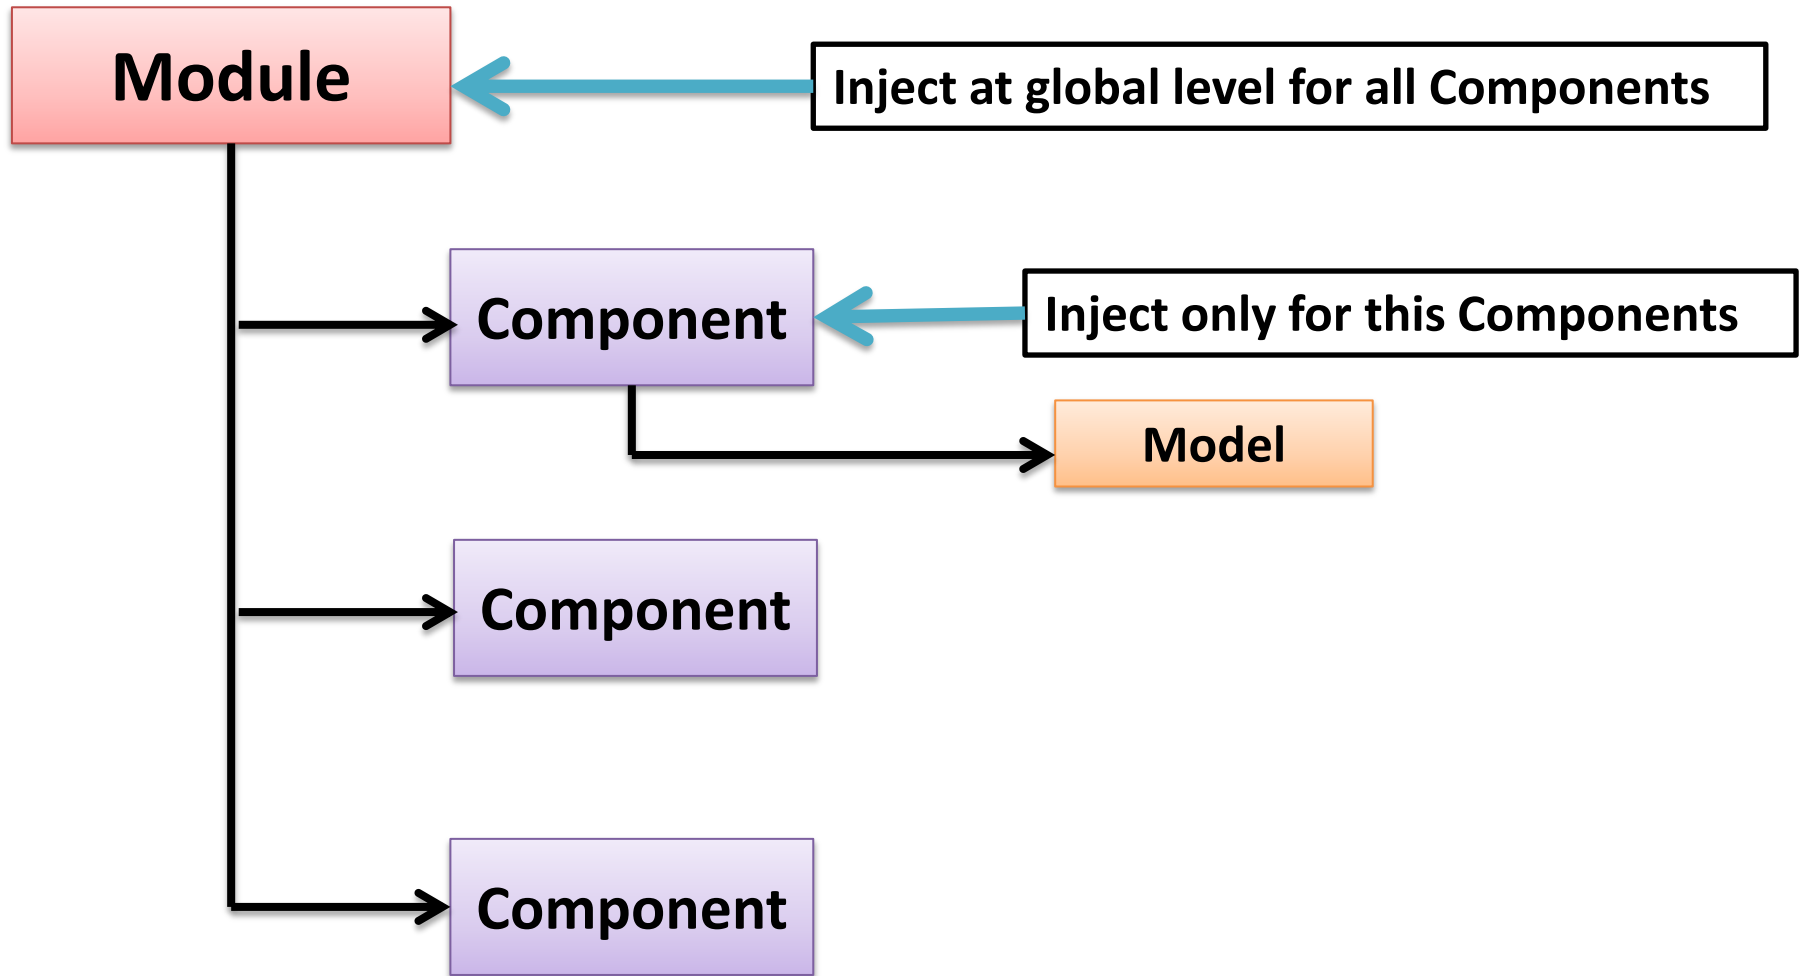 Module
Inject at global level for all Components
Component
Inject only for this Components
Model
Component
Component